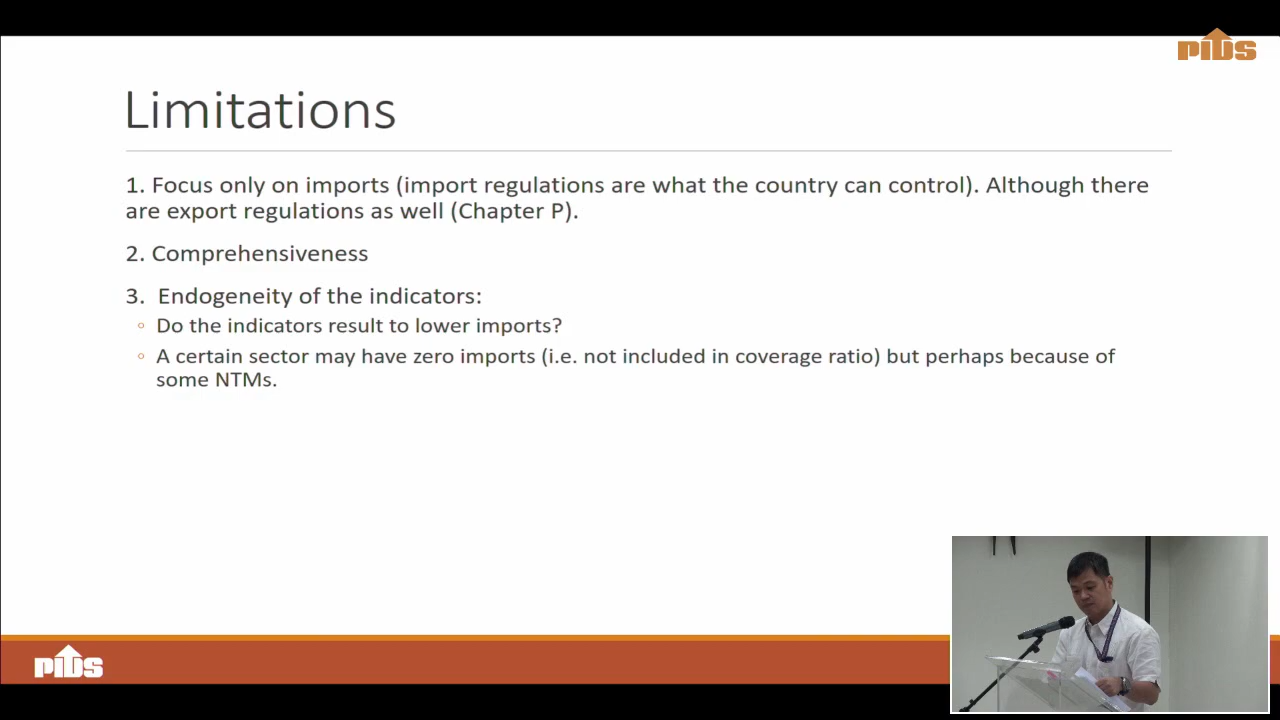 PIDS
Limitations
1. Focus only on imports (import regulations are what the country can control). Although there
are export regulations as well (Chapter P).
2. Comprehensiveness
3.  Endogeneity of the indicators:
◦ Do the indicators result to lower imports?
◦ A certain sector may have zero imports (i.e. not included in coverage ratio) but perhaps because of
some NTMs.
PIDS